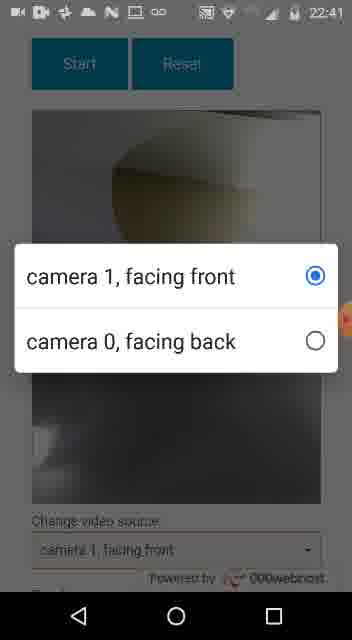 22:41
Start
Reset
camera 1, facing front
camera 0, facing back
Change video source:
camera 1, facing front
Powered by 000webhost